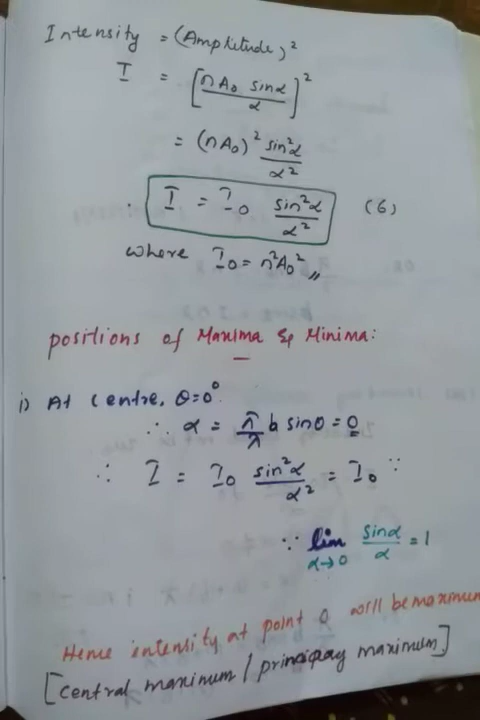 Intensity = (Amplitude)²
I = [nA₀ sinα / α]²
= (nA₀)² sin²α / α²
∴ I = I₀ sin²α / α² (6)
where I₀ = n²A₀² „
positions of Maxima & Minima:
i) At centre, θ=0°
∴ α = π/λ b sinθ = 0
∴ I = I₀ sin²α / α² = I₀ ∵
∵ lim α→0 sinα / α = 1
Hence intensity at point O will be maximum
[Central maximum / maximum]